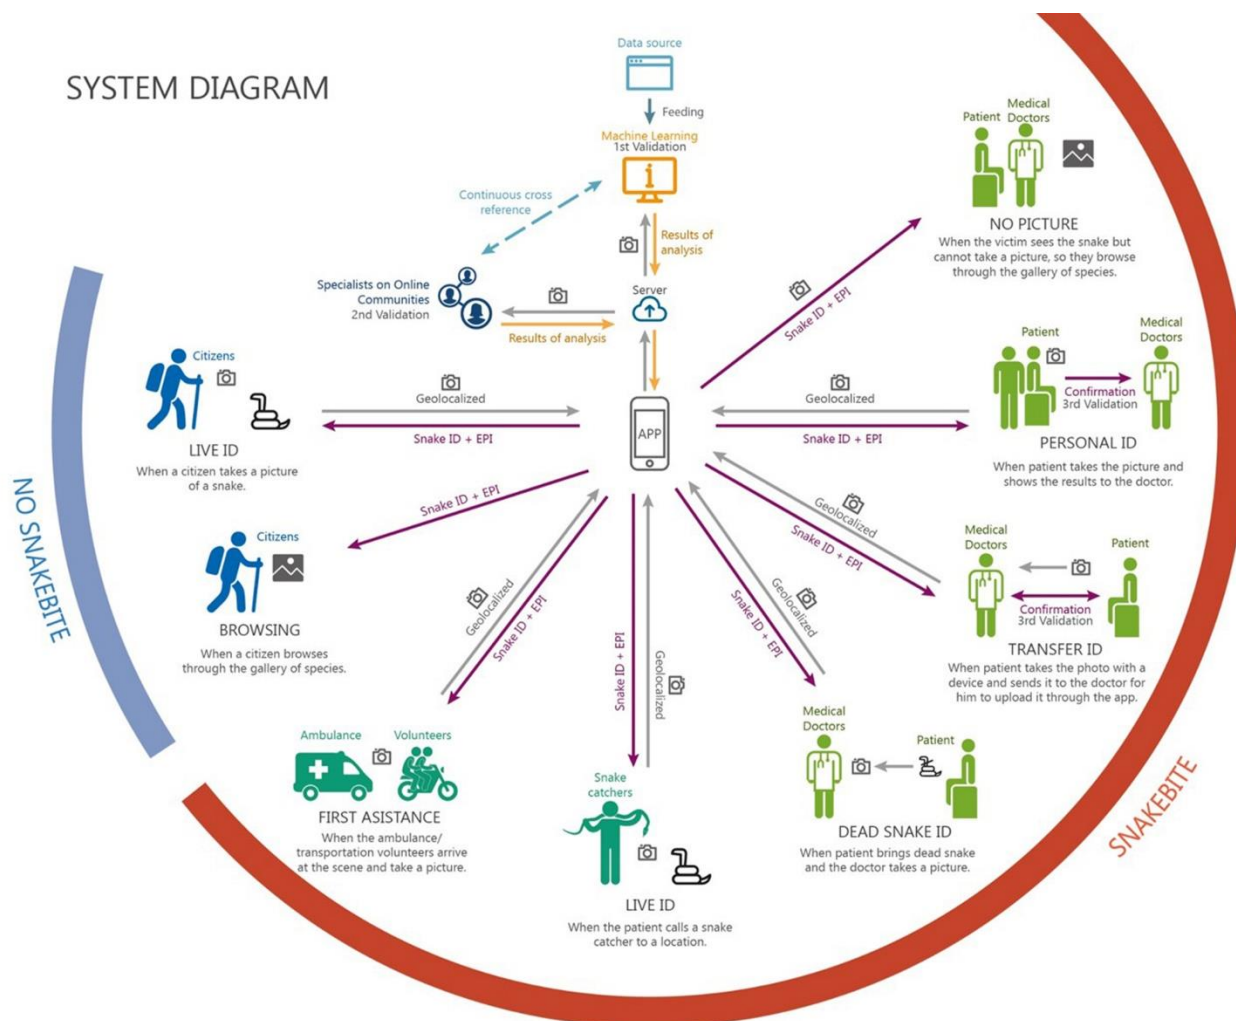 SYSTEM DIAGRAM
Data source
Feeding
Machine Learning
1st Validation
Continuous cross
reference
Results of
analysis
Specialists on Online
Communities
2nd Validation
Server
Results of analysis
APP
NO SNAKEBITE
Citizens
LIVE ID
When a citizen takes a picture
of a snake.
Geolocalized
Snake ID + EPI
Snake ID + EPI
Citizens
BROWSING
When a citizen browses
through the gallery of species.
Geolocalized
Snake ID + EPI
Ambulance
Volunteers
FIRST ASISTANCE
When the ambulance/
transportation volunteers arrive
at the scene and take a picture.
Snake ID + EPI
Geolocalized
Snake
catchers
LIVE ID
When the patient calls a snake
catcher to a location.
Snake ID + EPI
Geolocalized
Medical
Doctors
Patient
DEAD SNAKE ID
When patient brings dead snake
and the doctor takes a picture.
Geolocalized
Snake ID + EPI
Medical
Doctors
Patient
Confirmation
3rd Validation
TRANSFER ID
When patient takes the photo with a
device and sends it to the doctor for
him to upload it through the app.
Geolocalized
Snake ID + EPI
Patient
Medical
Doctors
Confirmation
3rd Validation
PERSONAL ID
When patient takes the picture and
shows the results to the doctor.
Snake ID + EPI
Patient
Medical
Doctors
NO PICTURE
When the victim sees the snake but
cannot take a picture, so they browse
through the gallery of species.
SNAKEBITE